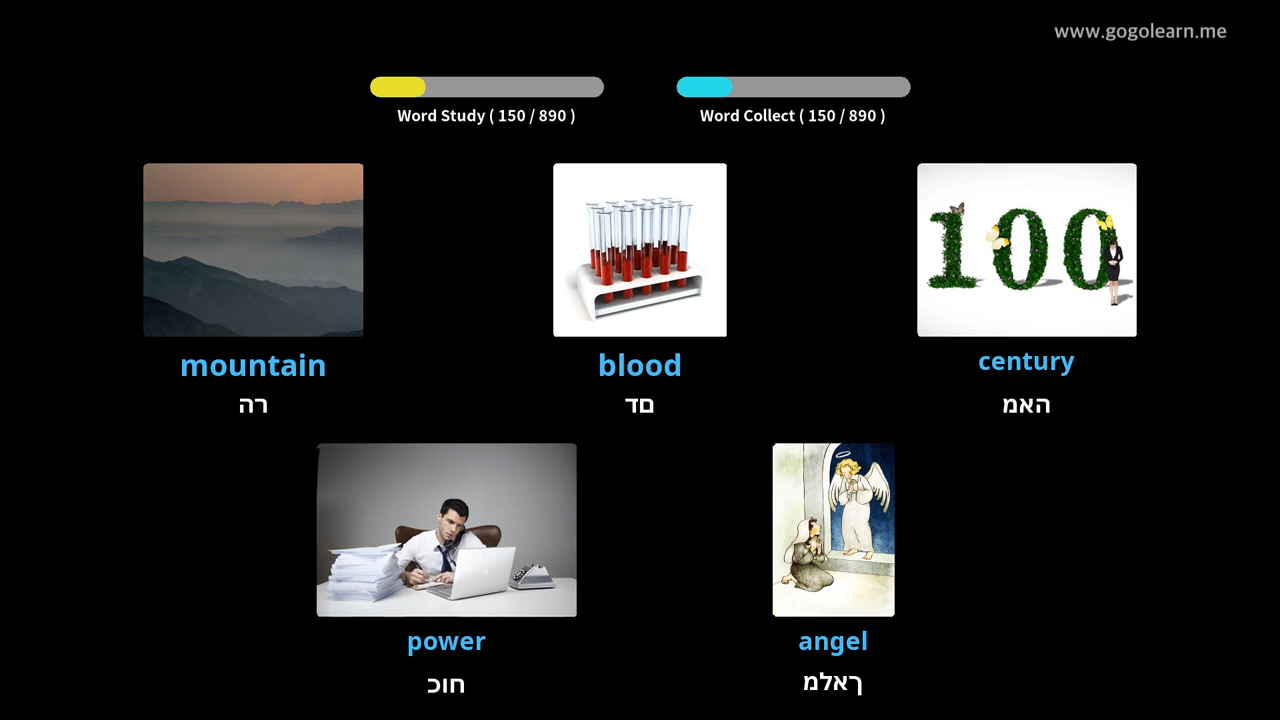 www.gogolearn.me
Word Study ( 150 / 890 )
Word Collect ( 150 / 890 )
mountain
הר
blood
דם
century
מאה
power
כוח
angel
מלאך